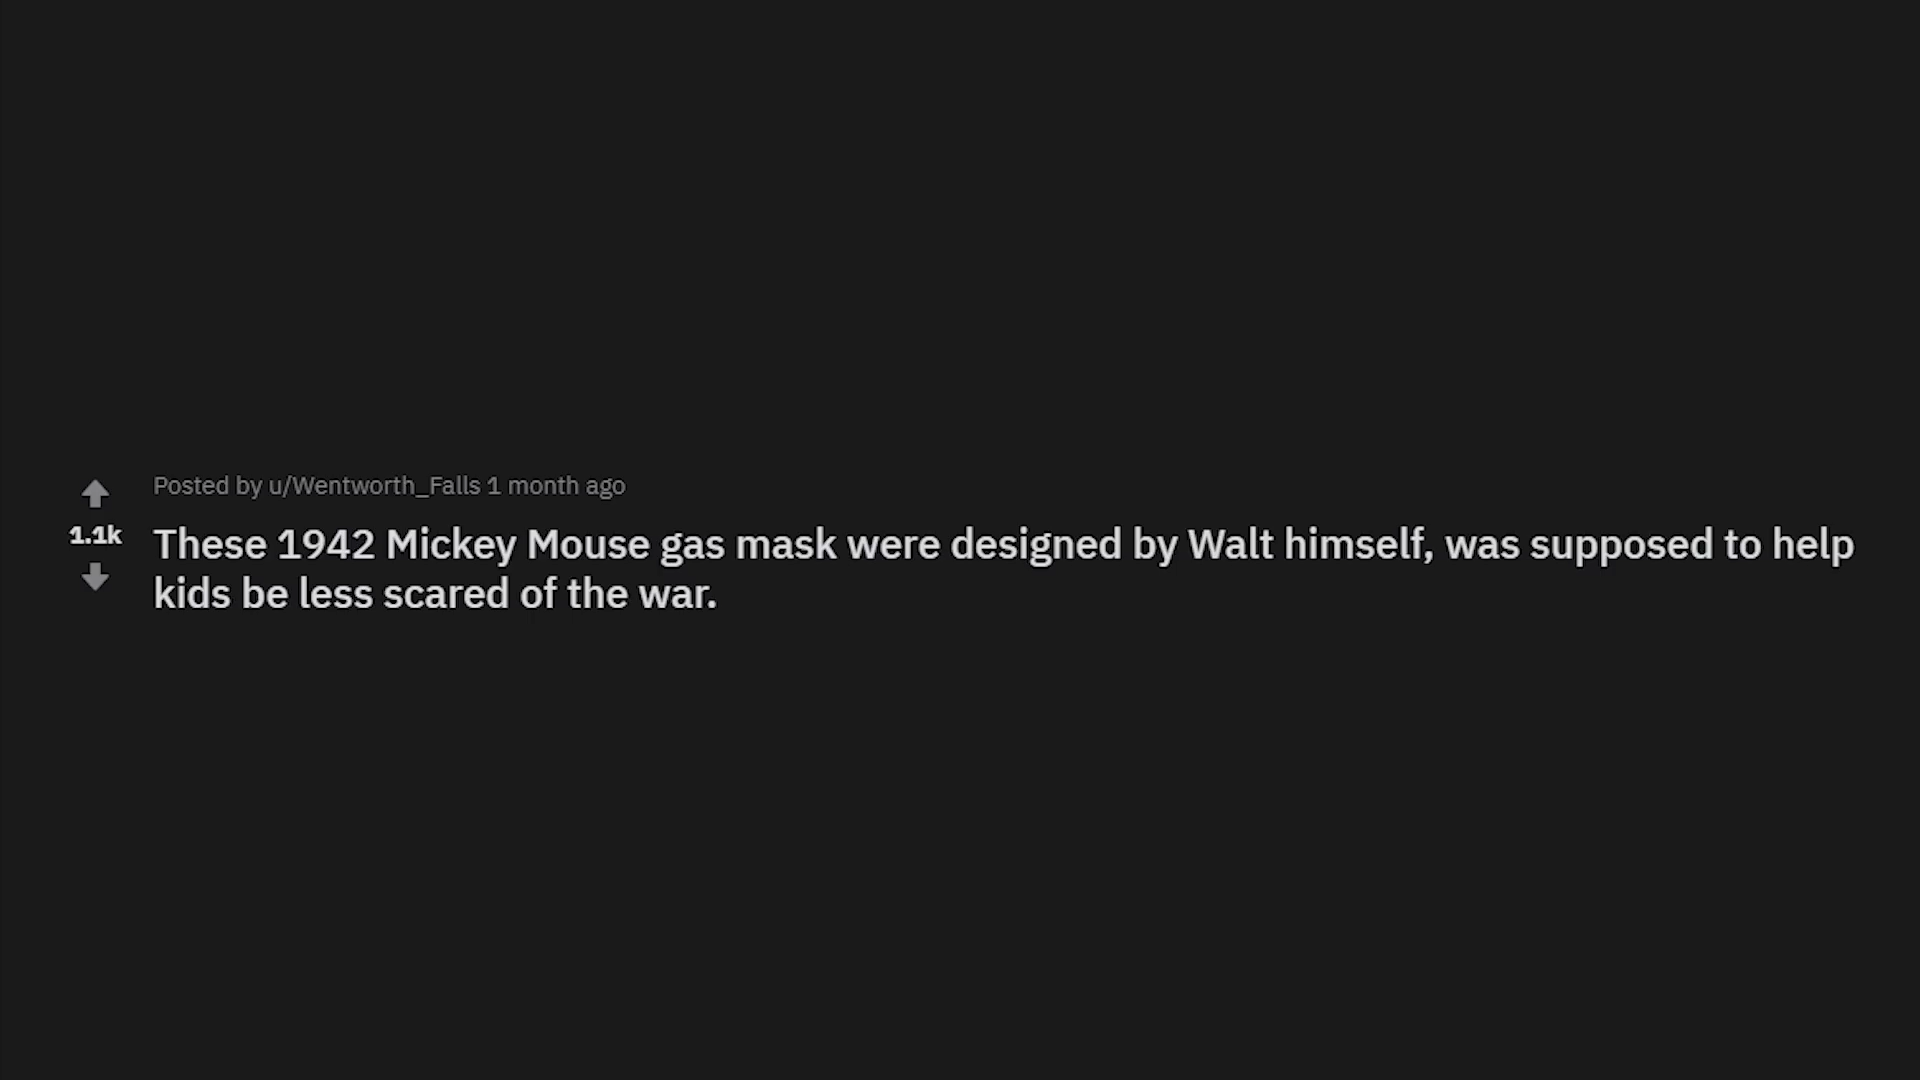 Posted by u/Wentworth_Falls 1 month ago
1.1k
These 1942 Mickey Mouse gas mask were designed by Walt himself, was supposed to help
kids be less scared of the war.